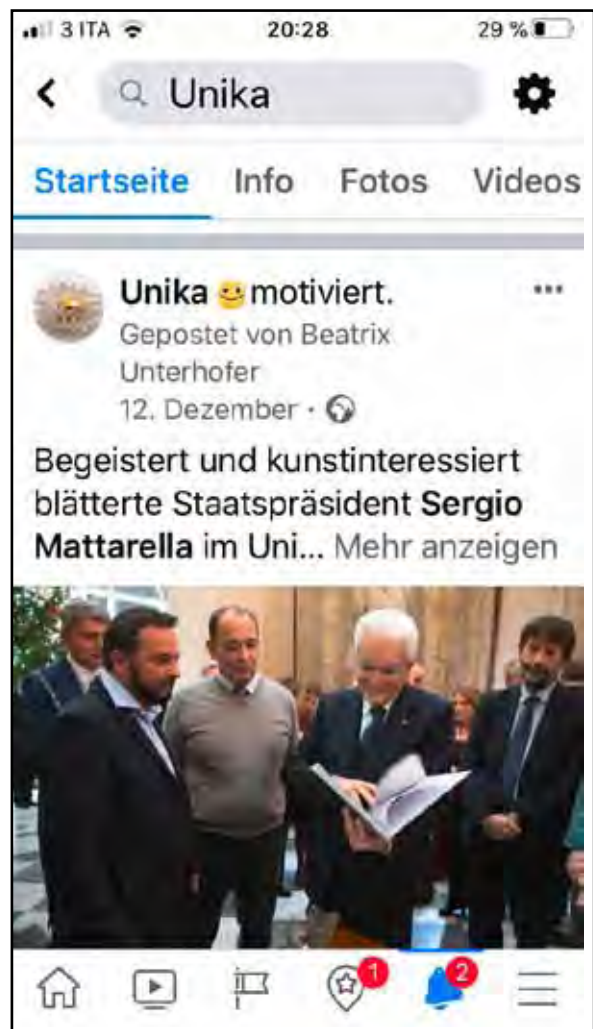 3 ITA 20:28 29 %
Unika
Startseite Info Fotos Videos
Unika motiviert.
Gepostet von Beatrix
Unterhofer
12. Dezember ·
Begeistert und kunstinteressiert
blätterte Staatspräsident Sergio
Mattarella im Uni... Mehr anzeigen
1 2